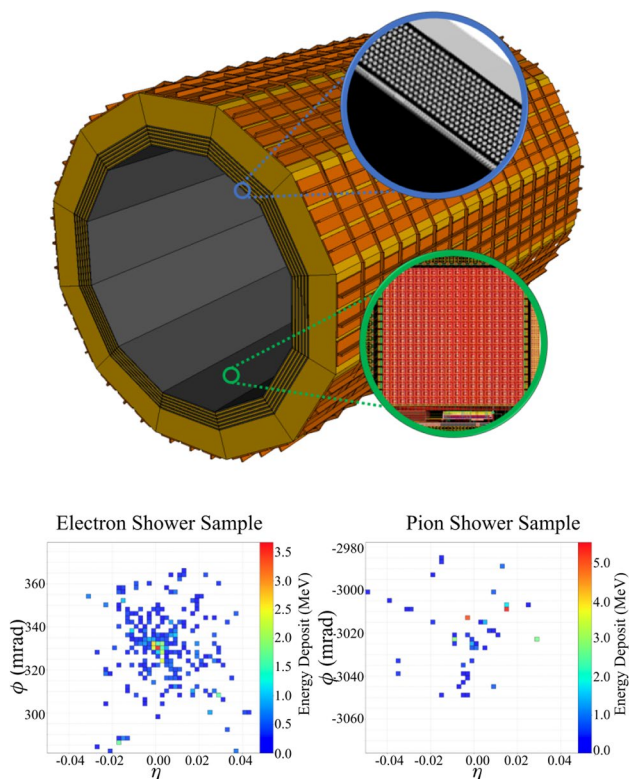 Electron Shower Sample
ϕ (mrad)
360
340
320
300
-0.04 -0.02 0.00 0.02 0.04
η
3.5
3.0
2.5
2.0
1.5
1.0
0.5
0.0
Energy Deposit (MeV)
Pion Shower Sample
ϕ (mrad)
-2980
-3000
-3020
-3040
-3060
-0.04 -0.02 0.00 0.02 0.04
η
5.0
4.0
3.0
2.0
1.0
0.0
Energy Deposit (MeV)